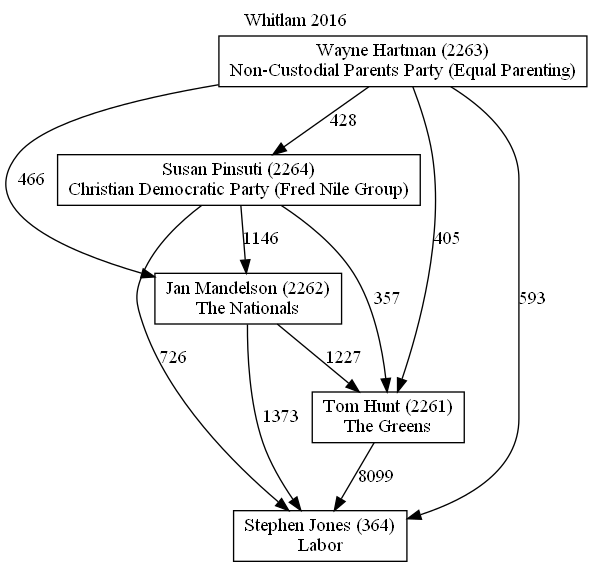 Whitlam 2016
Wayne Hartman (2263)
Non-Custodial Parents Party (Equal Parenting)
428
Susan Pinsuti (2264)
Christian Democratic Party (Fred Nile Group)
466
1146
405
Jan Mandelson (2262)
The Nationals
357
593
726
1227
Tom Hunt (2261)
The Greens
1373
8099
Stephen Jones (364)
Labor